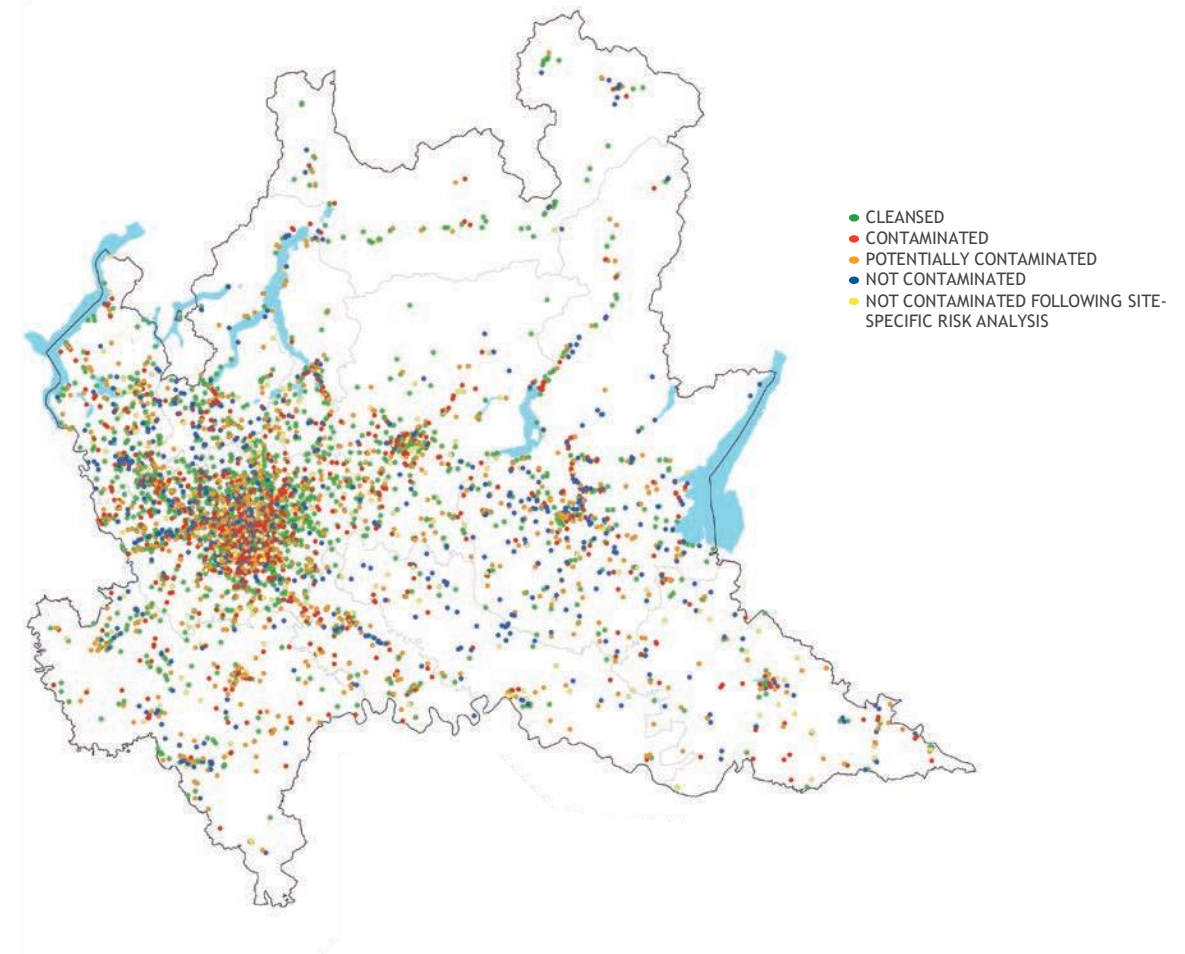 CLEANSED
CONTAMINATED
POTENTIALLY CONTAMINATED
NOT CONTAMINATED
NOT CONTAMINATED FOLLOWING SITE-
SPECIFIC RISK ANALYSIS